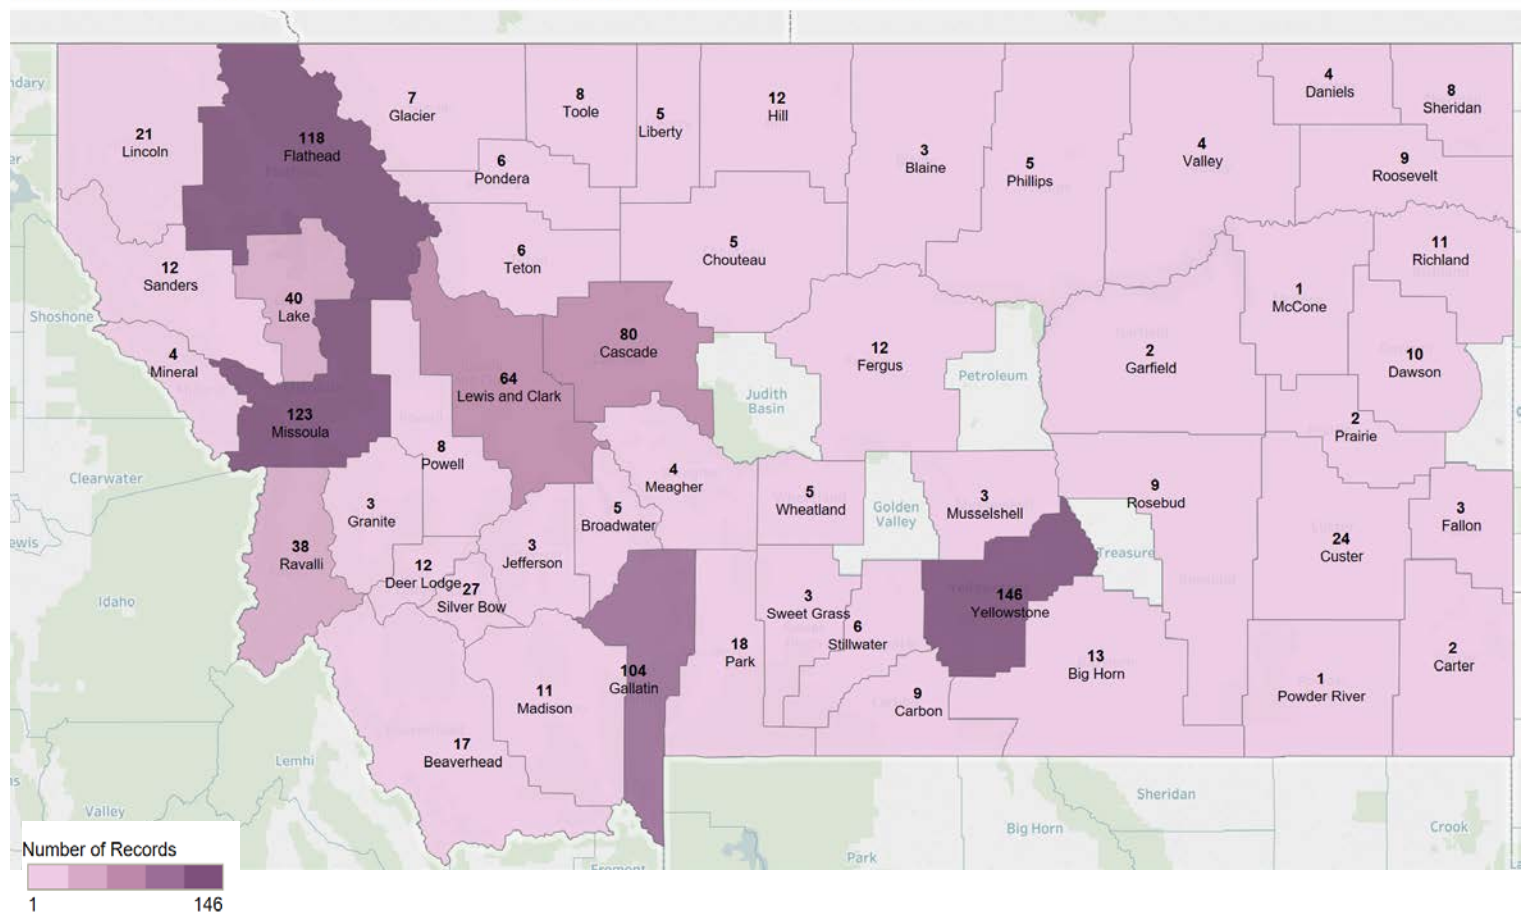 7
Glacier
8
Toole
5
Liberty
12
Hill
3
Blaine
5
Phillips
4
Valley
4
Daniels
8
Sheridan
21
Lincoln
118
Flathead
6
Pondera
9
Roosevelt
12
Sanders
40
Lake
6
Teton
5
Chouteau
1
McCone
11
Richland
Shoshone
4
Mineral
64
Lewis and Clark
80
Cascade
Judith
Basin
12
Fergus
Petroleum
2
Garfield
10
Dawson
123
Missoula
8
Powell
2
Prairie
Clearwater
3
Granite
4
Meagher
5
Broadwater
5
Wheatland
Golden
Valley
3
Musselshell
9
Rosebud
Treasure
24
Custer
3
Fallon
38
Ravalli
12
Deer Lodge
27
Silver Bow
3
Jefferson
Idaho
3
Sweet Grass
6
Stillwater
146
Yellowstone
104
Gallatin
18
Park
13
Big Horn
1
Powder River
2
Carter
11
Madison
9
Carbon
17
Beaverhead
Lemhi
Valley
Sheridan
Big Horn
Crook
Park
Number of Records
1 146